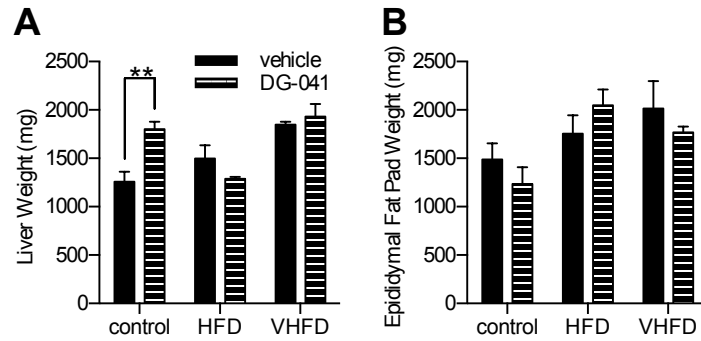 A
Liver Weight (mg)
2500
2000
1500
1000
500
0
**
vehicle
DG-041
control HFD VHFD
B
Epididymal Fat Pad Weight (mg)
2500
2000
1500
1000
500
0
control HFD VHFD